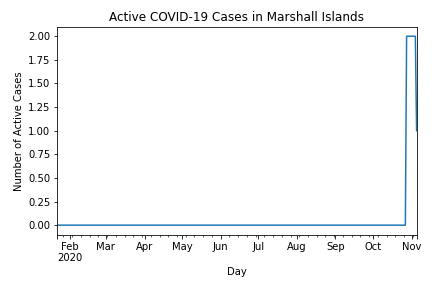 Active COVID-19 Cases in Marshall Islands
Number of Active Cases
2.00
1.75
1.50
1.25
1.00
0.75
0.50
0.25
0.00
Feb Mar Apr May Jun Jul Aug Sep Oct Nov
2020
Day